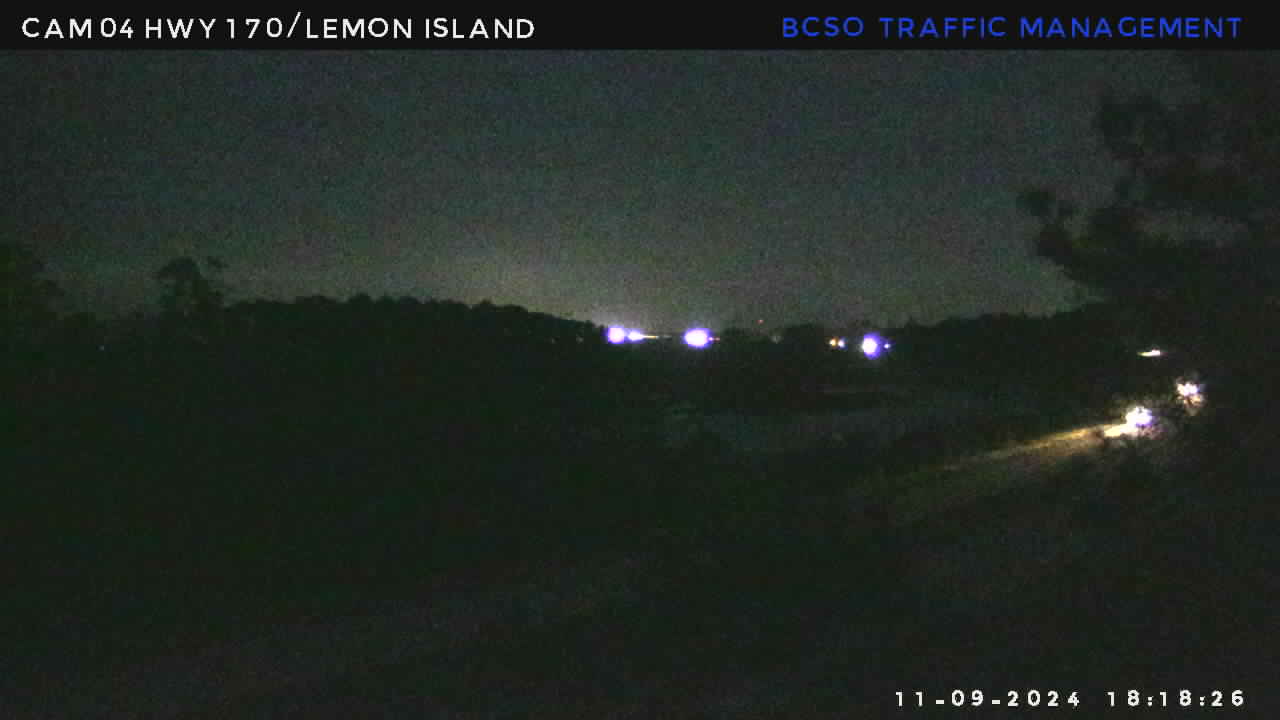 CAM04 HWY 170/LEMON ISLAND
BCSO TRAFFIC MANAGEMENT
11-09-2024 18:18:26